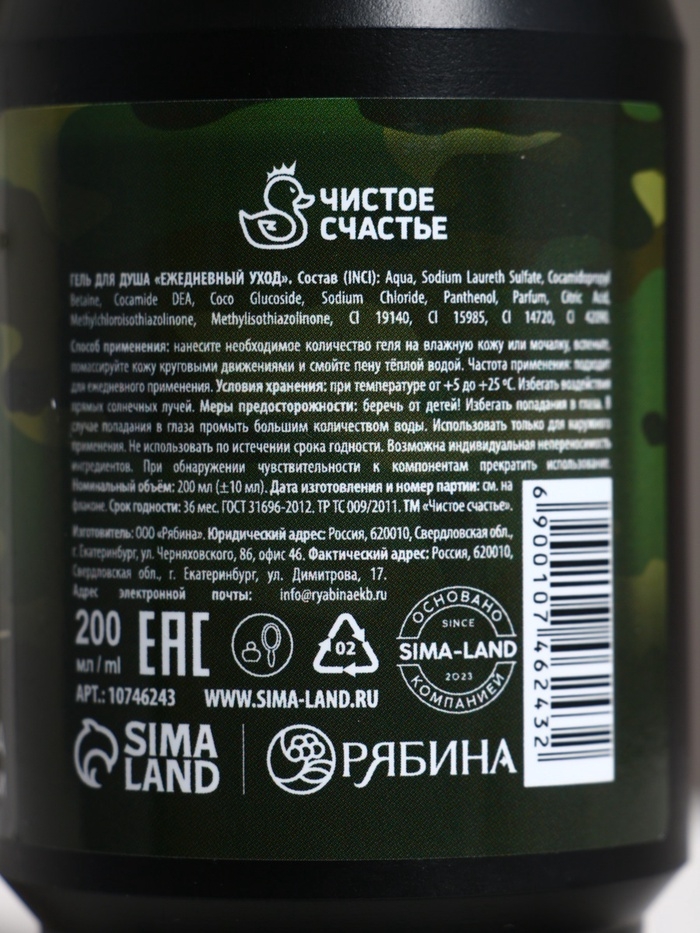 ЧИСТОЕ
СЧАСТЬЕ
ГЕЛЬ ДЛЯ ДУША «ЕЖЕДНЕВНЫЙ УХОД». Состав (INCI): Aqua, Sodium Laureth Sulfate, Cocamidopropyl
Betaine, Cocamide DEA, Coco Glucoside, Sodium Chloride, Panthenol, Parfum, Citric Acid,
Methylchloroisothiazolinone, Methylisothiazolinone, CI 19140, CI 15985, CI 14720, CI 42090.
Способ применения: нанесите необходимое количество геля на влажную кожу или мочалку, вспеньте,
помассируйте кожу круговыми движениями и смойте пену тёплой водой. Частота применения: подходит
для ежедневного применения. Условия хранения: при температуре от +5 до +25 °С. Избегать воздействия
прямых солнечных лучей. Меры предосторожности: беречь от детей! Избегать попадания в глаза. В
случае попадания в глаза промыть большим количеством воды. Использовать только для наружного
применения. Не использовать по истечении срока годности. Возможна индивидуальная непереносимость
ингредиентов. При обнаружении чувствительности к компонентам прекратить использование.
Номинальный объём: 200 мл (±10 мл). Дата изготовления и номер партии: см. на
флаконе. Срок годности: 36 мес. ГОСТ 31696-2012. ТР ТС 009/2011. ТМ «Чистое счастье».
Изготовитель: ООО «Рябина». Юридический адрес: Россия, 620010, Свердловская обл.,
г. Екатеринбург, ул. Черняховского, 86, офис 46. Фактический адрес: Россия, 620010,
Свердловская обл., г. Екатеринбург, ул. Димитрова, 17.
Адрес электронной почты: info@ryabinaekb.ru
200
мл / ml
EAC
02
ОСНОВАНО
SINCE
SIMA-LAND
2023
КОМПАНИЕЙ
АРТ.: 10746243 WWW.SIMA-LAND.RU
SIMA
LAND
РЯБИНА
6 900107 462432